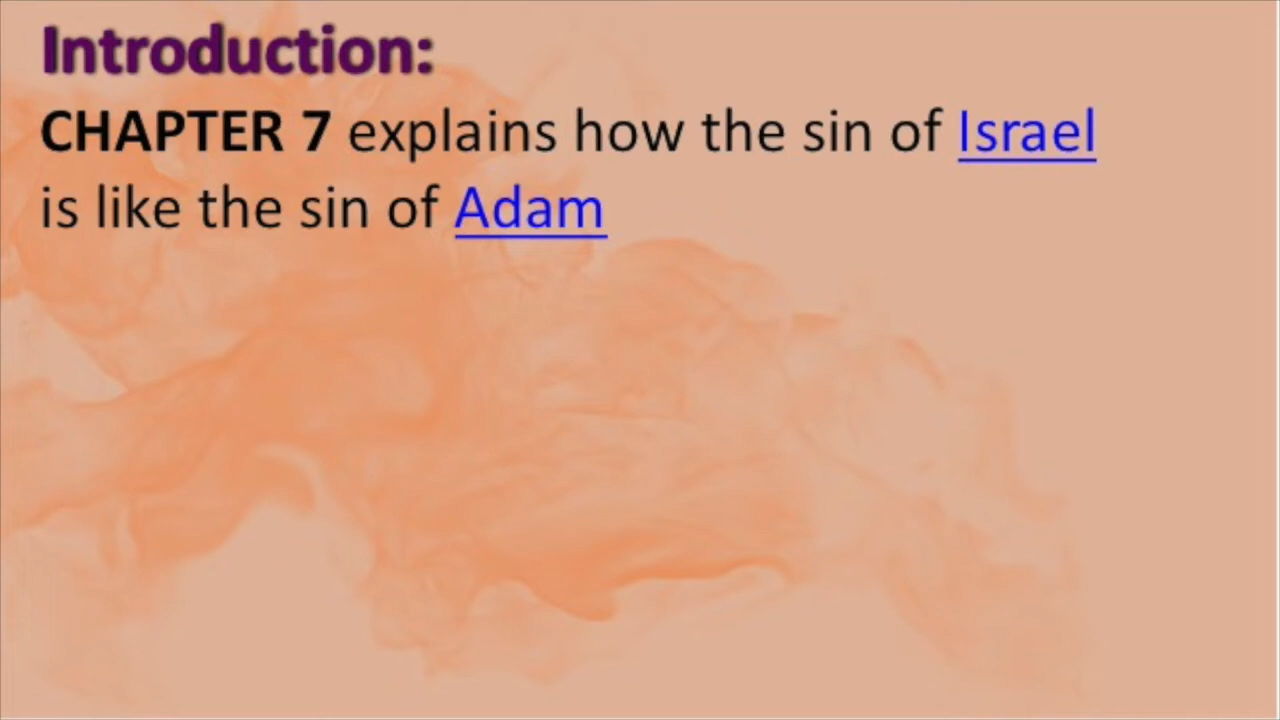 Introduction:
CHAPTER 7 explains how the sin of Israel
is like the sin of Adam